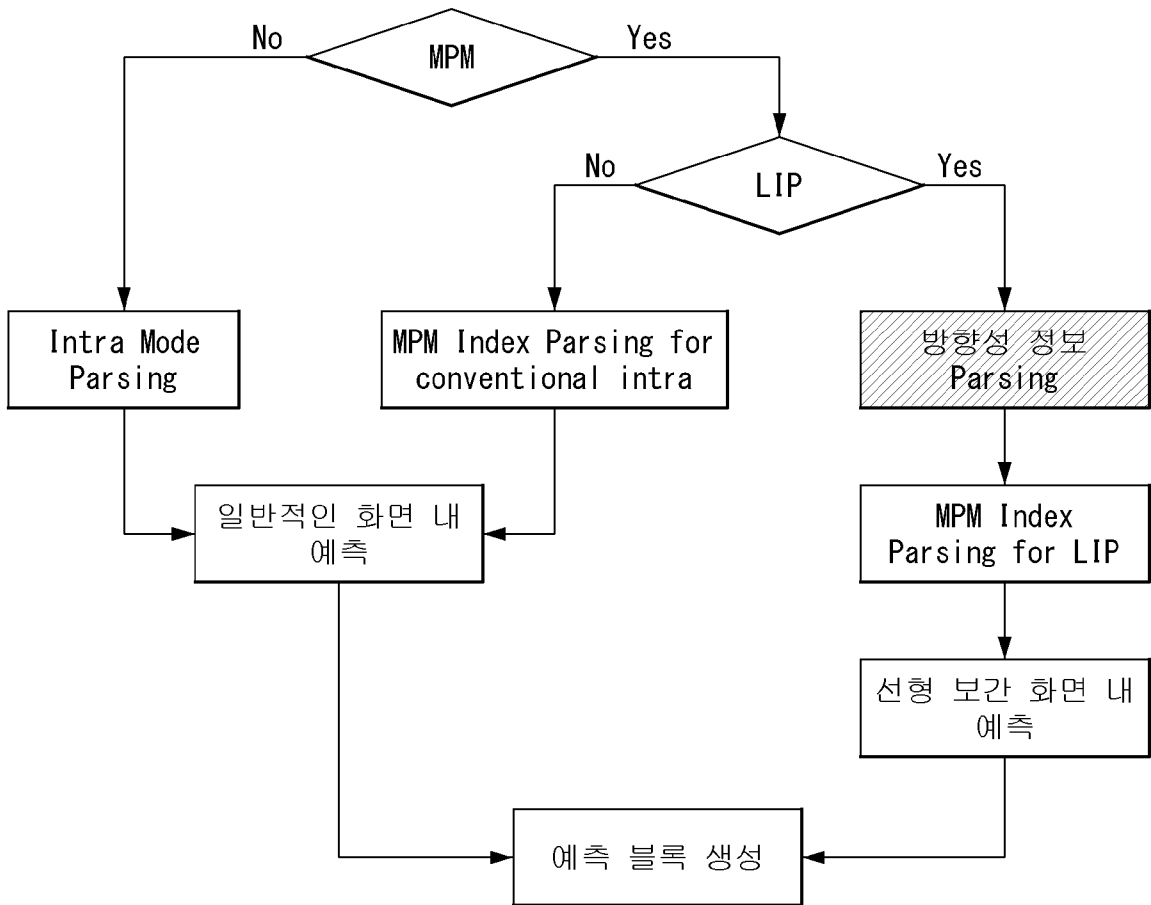 No
MPM
Yes
No
LIP
Yes
Intra Mode
Parsing
MPM Index Parsing for
conventional intra
방향성 정보
Parsing
일반적인 화면 내
예측
MPM Index
Parsing for LIP
선형 보간 화면 내
예측
예측 블록 생성